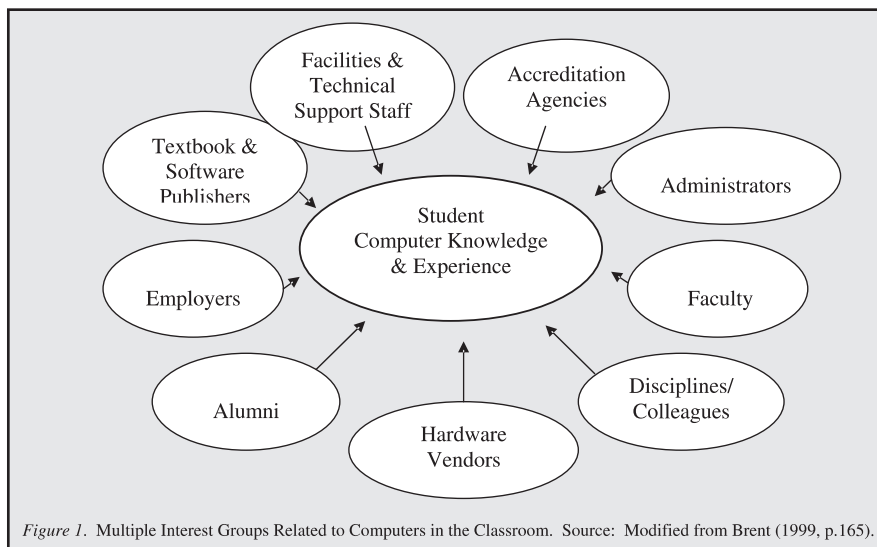 Facilities &
Technical
Support Staff
Accreditation
Agencies
Textbook &
Software
Publishers
Administrators
Student
Computer Knowledge
& Experience
Employers
Faculty
Alumni
Disciplines/
Colleagues
Hardware
Vendors
Figure 1. Multiple Interest Groups Related to Computers in the Classroom. Source: Modified from Brent (1999, p.165).